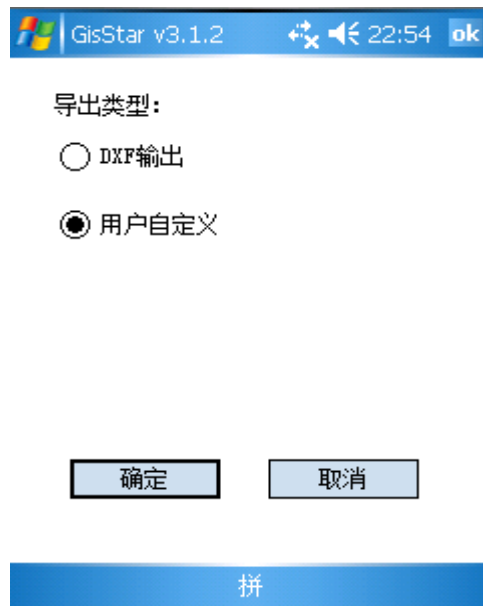 GisStar v3.1.2 22:54 ok
导出类型：
DXF输出
用户自定义
确定 取消
拼